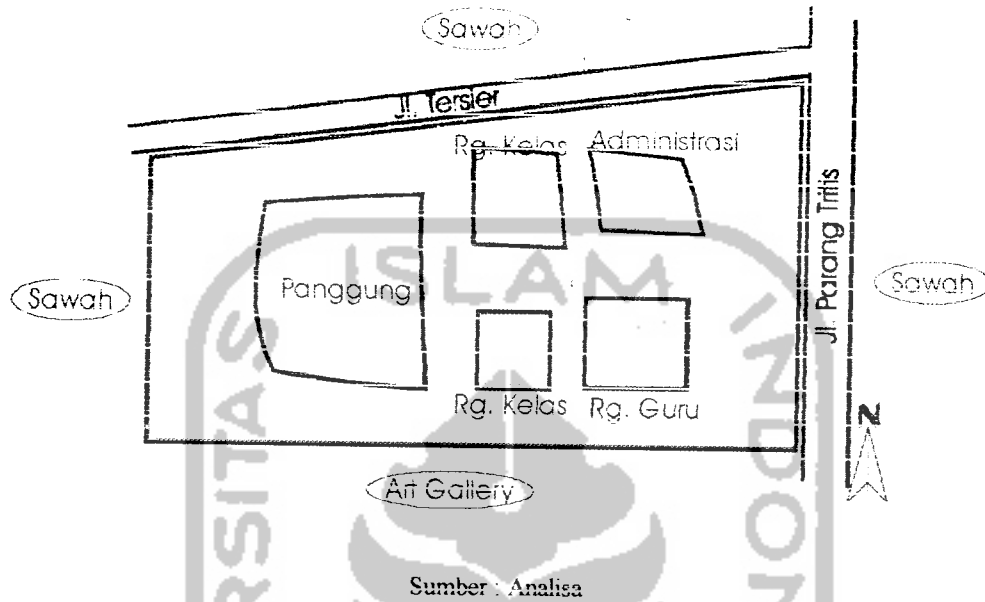 Sawah
Jl. Tersier
Rg. Kelas
Administrasi
Jl. Parang Tritis
Sawah
Panggung
Sawah
Rg. Kelas
Rg. Guru
N
Art Gallery
Sumber : Analisa
ISLAM